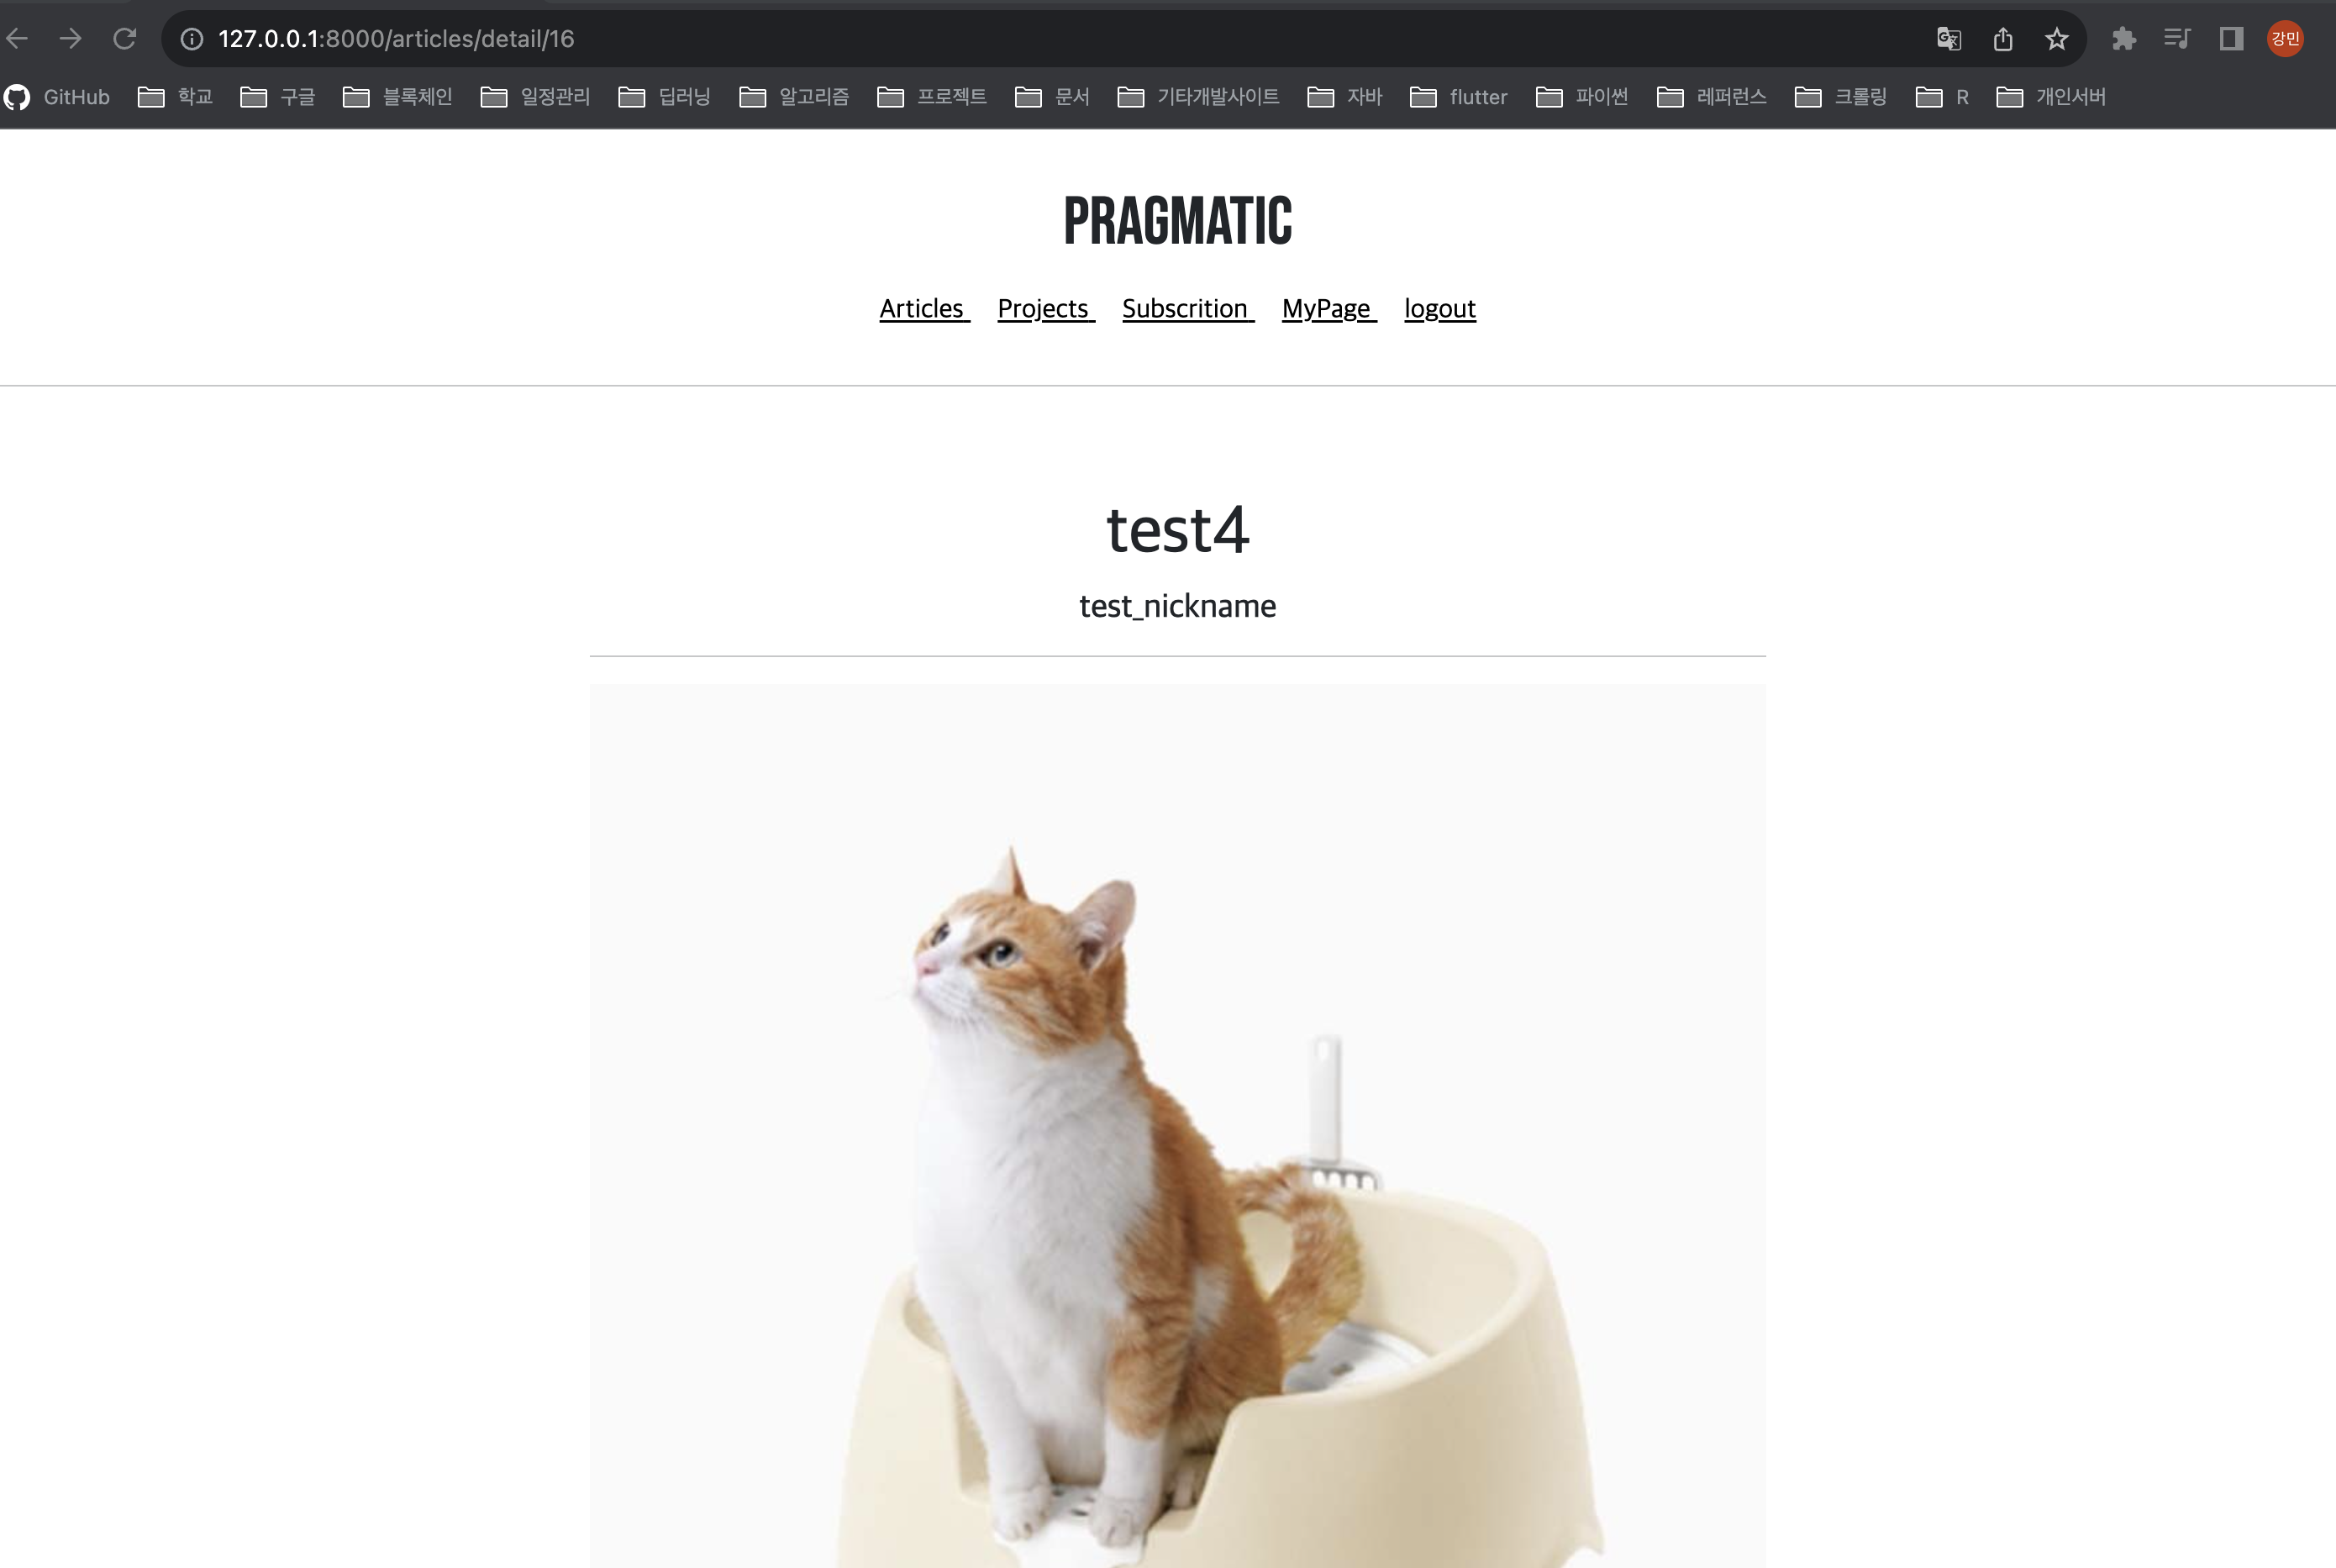 127.0.0.1:8000/articles/detail/16
강민
GitHub 학교 구글 블록체인 일정관리 딥러닝 알고리즘 프로젝트 문서 기타개발사이트 자바 flutter 파이썬 레퍼런스 크롤링 R 개인서버
PRAGMATIC
Articles Projects Subscrition MyPage logout
test4
test_nickname